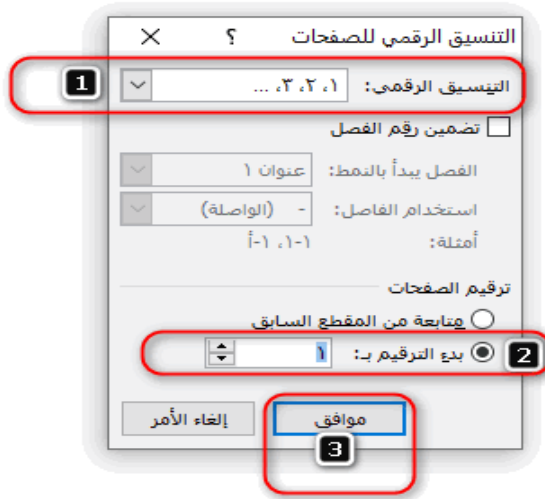 التنسيق الرقمي للصفحات ؟ ×
1 التنسيق الرقمي: ١، ٢، ٣، ...
تضمين رقم الفصل
الفصل يبدأ بالنمط: عنوان ١
استخدام الفاصل: - (الواصلة)
أمثلة: ١-١، ١-أ
ترقيم الصفحات
متابعة من المقطع السابق
2 بدء الترقيم بـ: ١
موافق إلغاء الأمر
3